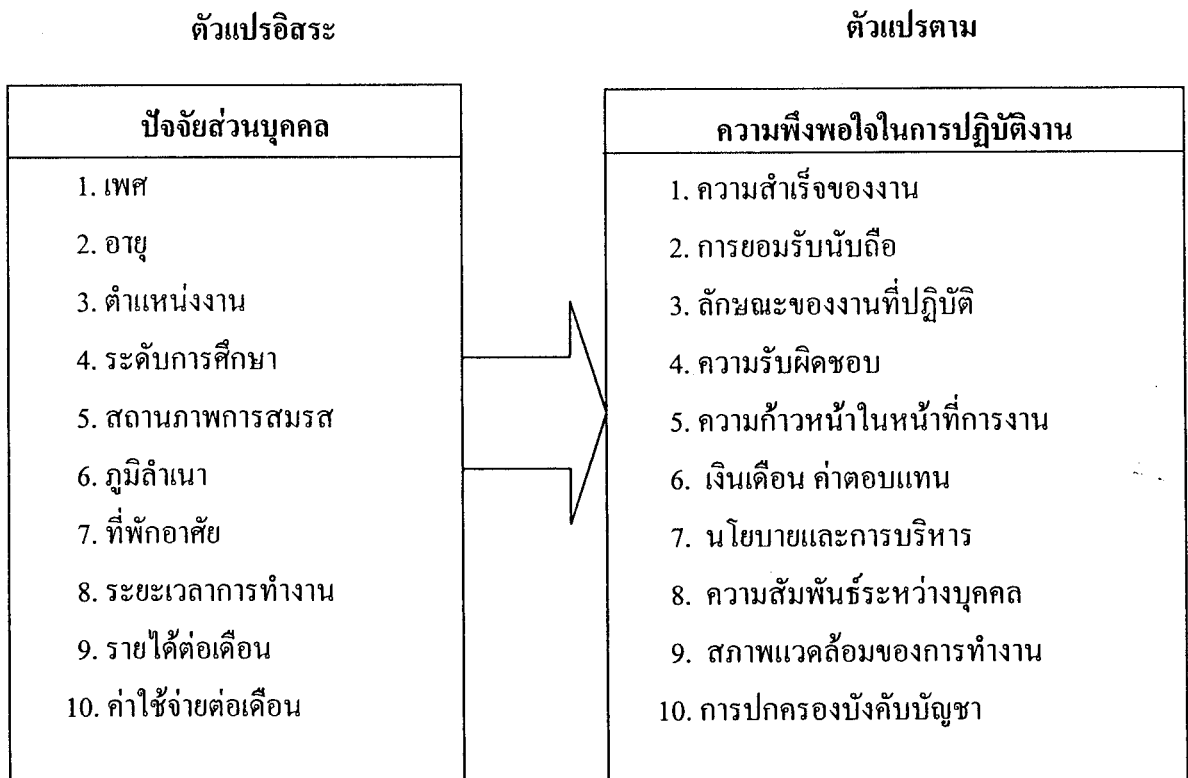 ตัวแปรอิสระ
ตัวแปรตาม
ปัจจัยส่วนบุคคล
1. เพศ
2. อายุ
3. ตำแหน่งงาน
4. ระดับการศึกษา
5. สถานภาพการสมรส
6. ภูมิลำเนา
7. ที่พักอาศัย
8. ระยะเวลาการทำงาน
9. รายได้ต่อเดือน
10. ค่าใช้จ่ายต่อเดือน
ความพึงพอใจในการปฏิบัติงาน
1. ความสำเร็จของงาน
2. การยอมรับนับถือ
3. ลักษณะของงานที่ปฏิบัติ
4. ความรับผิดชอบ
5. ความก้าวหน้าในหน้าที่การงาน
6. เงินเดือน ค่าตอบแทน
7. นโยบายและการบริหาร
8. ความสัมพันธ์ระหว่างบุคคล
9. สภาพแวดล้อมของการทำงาน
10. การปกครองบังคับบัญชา